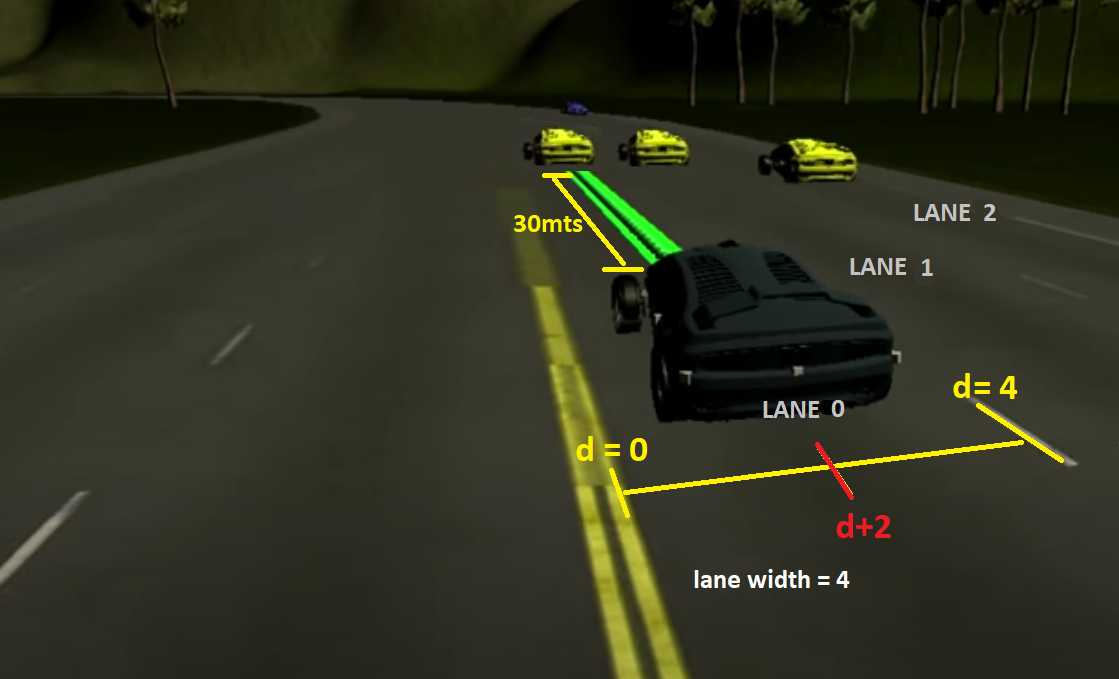 LANE 2
30mts
LANE 1
d= 4
LANE 0
d = 0
d+2
lane width = 4